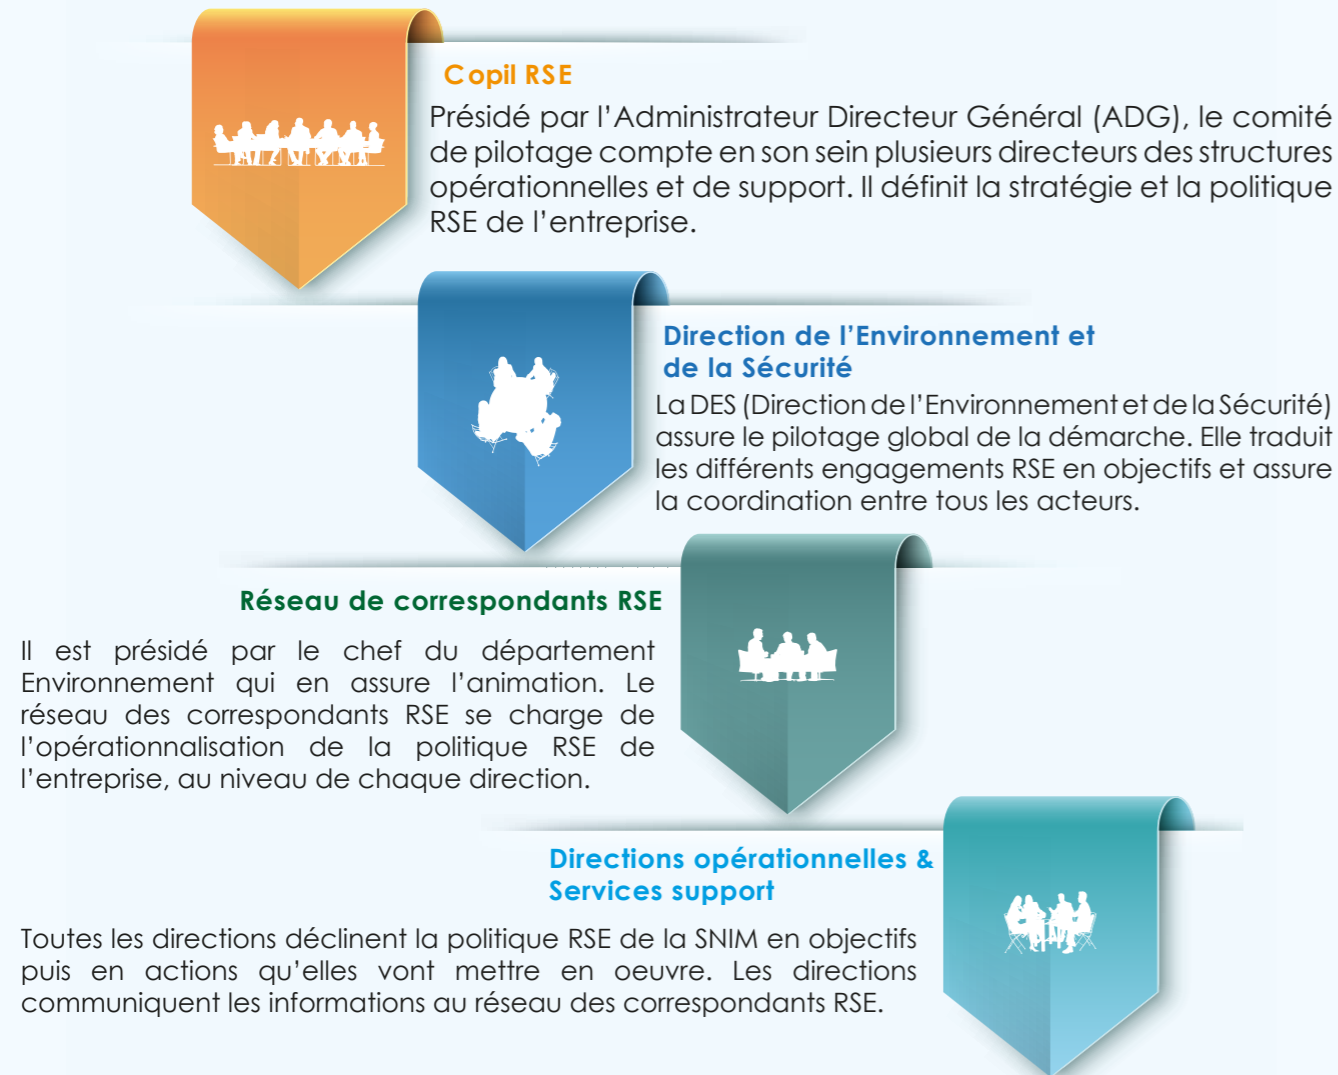 Copil RSE
Présidé par l’Administrateur Directeur Général (ADG), le comité
de pilotage compte en son sein plusieurs directeurs des structures
opérationnelles et de support. Il définit la stratégie et la politique
RSE de l’entreprise.
Direction de l’Environnement et
de la Sécurité
La DES (Direction de l’Environnement et de la Sécurité)
assure le pilotage global de la démarche. Elle traduit
les différents engagements RSE en objectifs et assure
la coordination entre tous les acteurs.
Réseau de correspondants RSE
Il est présidé par le chef du département
Environnement qui en assure l’animation. Le
réseau des correspondants RSE se charge de
l’opérationnalisation de la politique RSE de
l’entreprise, au niveau de chaque direction.
Directions opérationnelles &
Services support
Toutes les directions déclinent la politique RSE de la SNIM en objectifs
puis en actions qu’elles vont mettre en oeuvre. Les directions
communiquent les informations au réseau des correspondants RSE.